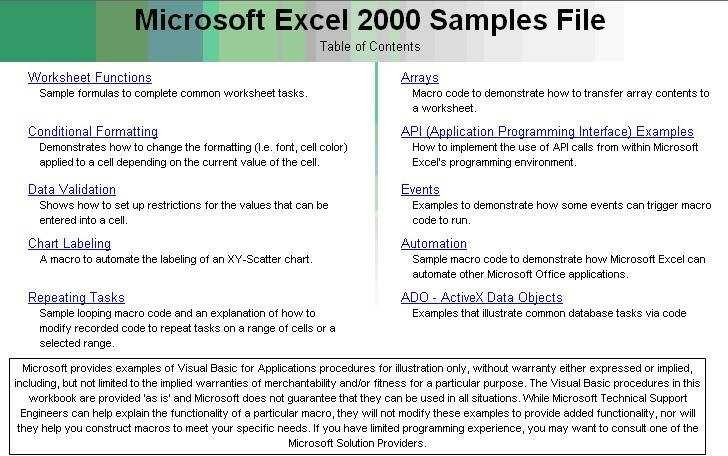 Microsoft Excel 2000 Samples File
Table of Contents
Worksheet Functions
Sample formulas to complete common worksheet tasks.
Conditional Formatting
Demonstrates how to change the formatting (I.e. font, cell color)
applied to a cell depending on the current value of the cell.
Data Validation
Shows how to set up restrictions for the values that can be
entered into a cell.
Chart Labeling
A macro to automate the labeling of an XY-Scatter chart.
Repeating Tasks
Sample looping macro code and an explanation of how to
modify recorded code to repeat tasks on a range of cells or a
selected range.
Arrays
Macro code to demonstrate how to transfer array contents to
a worksheet.
API (Application Programming Interface) Examples
How to implement the use of API calls from within Microsoft
Excel's programming environment.
Events
Examples to demonstrate how some events can trigger macro
code to run.
Automation
Sample macro code to demonstrate how Microsoft Excel can
automate other Microsoft Office applications.
ADO - ActiveX Data Objects
Examples that illustrate common database tasks via code
Microsoft provides examples of Visual Basic for Applications procedures for illustration only, without warranty either expressed or implied,
including, but not limited to the implied warranties of merchantability and/or fitness for a particular purpose. The Visual Basic procedures in this
workbook are provided 'as is' and Microsoft does not guarantee that they can be used in all situations. While Microsoft Technical Support
Engineers can help explain the functionality of a particular macro, they will not modify these examples to provide added functionality, nor will
they help you construct macros to meet your specific needs. If you have limited programming experience, you may want to consult one of the
Microsoft Solution Providers.